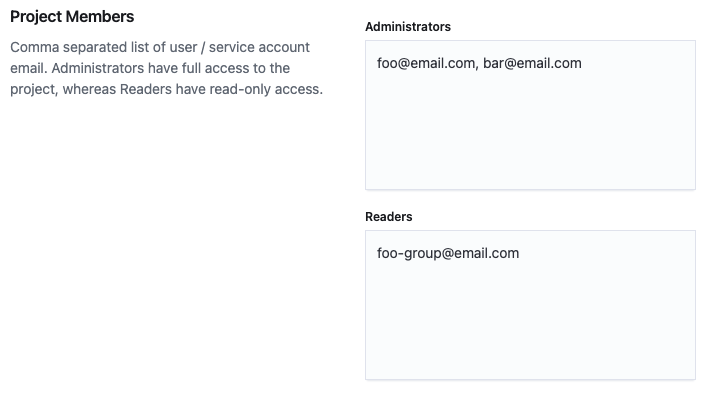 Project Members
Comma separated list of user / service account
email. Administrators have full access to the
project, whereas Readers have read-only access.
Administrators
foo@email.com, bar@email.com
Readers
foo-group@email.com